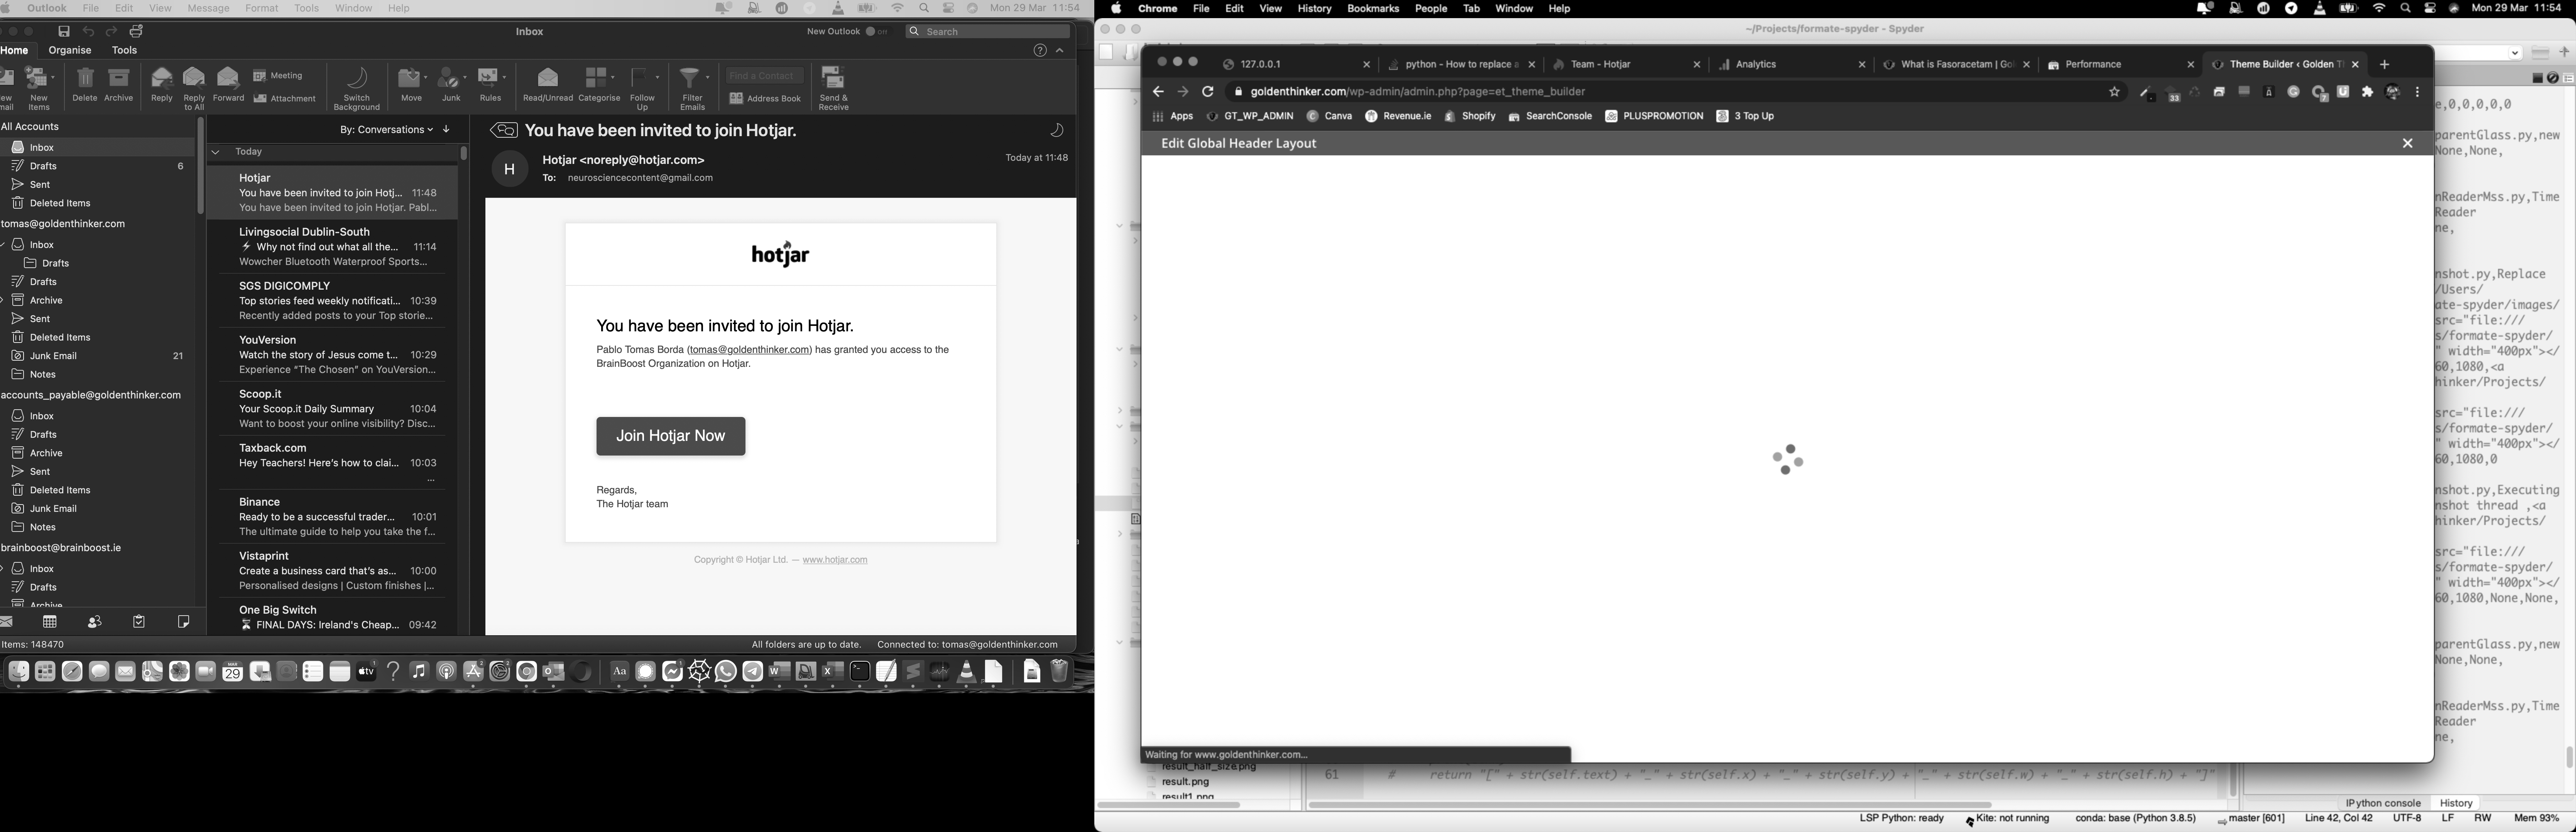 Outlook File Edit View Message Format Tools Window Help Mon 29 Mar 11:54
Inbox New Outlook Off Search
Home Organise Tools
New Items Delete Archive Reply Reply to All Forward Meeting Attachment Switch Background Move Junk Rules Read/Unread Categorise Follow Up Filter Emails Find a Contact Address Book Send & Receive
All Accounts
Inbox
Drafts 6
Sent
Deleted Items
tomas@goldenthinker.com
Inbox
Drafts
Drafts
Archive
Sent
Deleted Items
Junk Email 21
Notes
accounts_payable@goldenthinker.com
Inbox
Drafts
Archive
Sent
Deleted Items
Junk Email
Notes
brainboost@brainboost.ie
Inbox
Drafts
Archive
Items: 148470
By: Conversations
Today
Hotjar
You have been invited to join Hotj... 11:48
You have been invited to join Hotjar. Pabl...
Livingsocial Dublin-South
Why not find out what all the... 11:14
Wowcher Bluetooth Waterproof Sports...
SGS DIGICOMPLY
Top stories feed weekly notificati... 10:39
Recently added posts to your Top storie...
YouVersion
Watch the story of Jesus come t... 10:29
Experience “The Chosen” on YouVersion...
Scoop.it
Your Scoop.it Daily Summary 10:04
Want to boost your online visibility? Disc...
Taxback.com
Hey Teachers! Here's how to clai... 10:03
...
Binance
Ready to be a successful trader... 10:01
The ultimate guide to help you take the f...
Vistaprint
Create a business card that's as... 10:00
Personalised designs | Custom finishes |...
One Big Switch
FINAL DAYS: Ireland's Cheap... 09:42
You have been invited to join Hotjar.
H
Hotjar <noreply@hotjar.com>
Today at 11:48
To: neurosciencecontent@gmail.com
hotjar
You have been invited to join Hotjar.
Pablo Tomas Borda (tomas@goldenthinker.com) has granted you access to the
BrainBoost Organization on Hotjar.
Join Hotjar Now
Regards,
The Hotjar team
Copyright © Hotjar Ltd. — www.hotjar.com
All folders are up to date. Connected to: tomas@goldenthinker.com
MAR
29
tv
Aa
Chrome File Edit View History Bookmarks People Tab Window Help Mon 29 Mar 11:54
~/Projects/formate-spyder - Spyder
127.0.0.1
python - How to replace a
Team - Hotjar
Analytics
What is Fasoracetam | Gol
Performance
Theme Builder ‹ Golden Th
goldenthinker.com/wp-admin/admin.php?page=et_theme_builder
33
Apps GT_WP_ADMIN Canva Revenue.ie Shopify SearchConsole PLUSPROMOTION 3 Top Up
Edit Global Header Layout
Waiting for www.goldenthinker.com...
e,0,0,0,0,0
parentGlass.py,new
None,None,
nReaderMss.py,Time
Reader
ne,
nshot.py,Replace
/Users/
ate-spyder/images/
src="file:///
s/formate-spyder/
" width="400px"></
60,1080,<a
hinker/Projects/
src="file:///
s/formate-spyder/
" width="400px"></
60,1080,0
nshot.py,Executing
nshot thread ,<a
hinker/Projects/
src="file:///
s/formate-spyder/
" width="400px"></
60,1080,None,None,
parentGlass.py,new
None,None,
nReaderMss.py,Time
Reader
ne,
result_half_size.png
result.png
result1.png
61 # return "[" + str(self.text) + "_" + str(self.x) + "_" + str(self.y) + "_" + str(self.w) + "_" + str(self.h) + "]"
IPython console History
LSP Python: ready Kite: not running conda: base (Python 3.8.5) master [601] Line 42, Col 42 UTF-8 LF RW Mem 93%